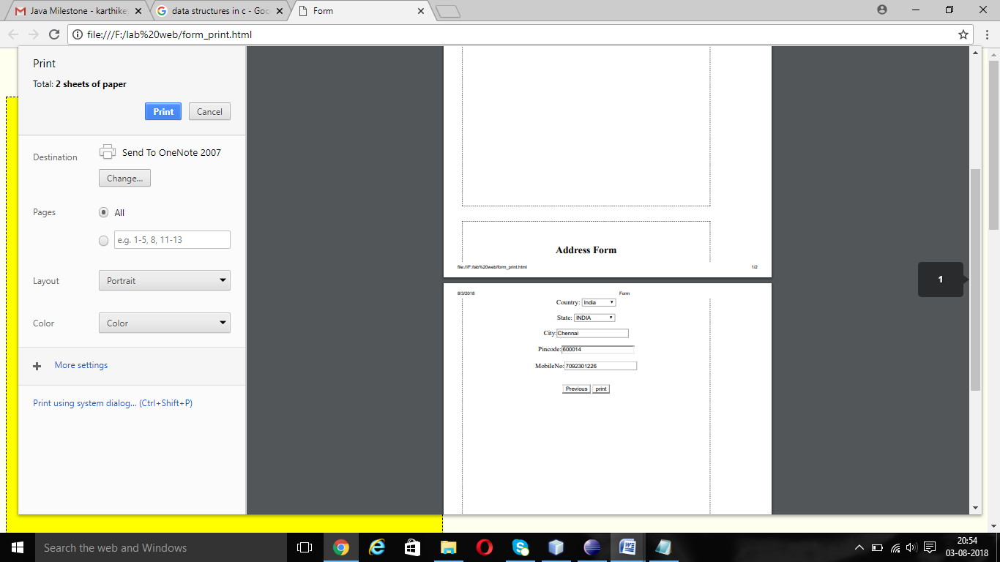 Java Milestone - karthike
data structures in c - Goo
Form
file:///F:/lab%20web/form_print.html
Print
Total: 2 sheets of paper
Print
Cancel
Destination
Send To OneNote 2007
Change...
Pages
All
e.g. 1-5, 8, 11-13
Layout
Portrait
Color
Color
More settings
Print using system dialog... (Ctrl+Shift+P)
Address Form
file:///F:/lab%20web/form_print.html 1/2
8/3/2018 Form
Country: India
State: INDIA
City:Chennai
Pincode:600014
MobileNo:7092301226
Previous print
1
Search the web and Windows
20:54
03-08-2018